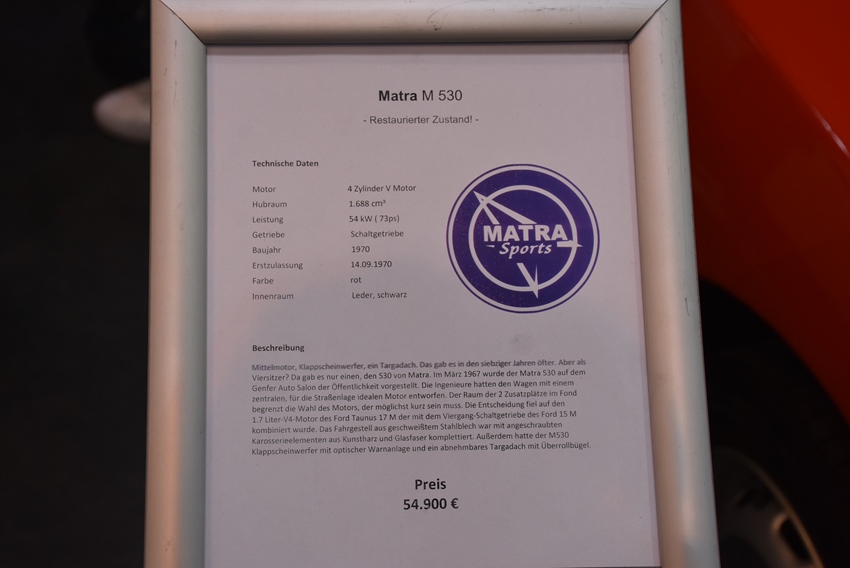 Matra M 530
- Restaurierter Zustand! -
Technische Daten
Motor 4 Zylinder V Motor
Hubraum 1.688 cm³
Leistung 54 kW ( 73ps)
Getriebe Schaltgetriebe
Baujahr 1970
Erstzulassung 14.09.1970
Farbe rot
Innenraum Leder, schwarz
MATRA
Sports
Beschreibung
Mittelmotor, Klappscheinwerfer, ein Targadach. Das gab es in den siebziger Jahren öfter. Aber als
Viersitzer? Da gab es nur einen, den 530 von Matra. Im März 1967 wurde der Matra 530 auf dem
Genfer Auto Salon der Öffentlichkeit vorgestellt. Die Ingenieure hatten den Wagen mit einem
zentralen, für die Straßenlage idealen Motor entworfen. Der Raum der 2 Zusatzplätze im Fond
begrenzt die Wahl des Motors, der möglichst kurz sein muss. Die Entscheidung fiel auf den
1.7 Liter-V4-Motor des Ford Taunus 17 M der mit dem Viergang-Schaltgetriebe des Ford 15 M
kombiniert wurde. Das Fahrgestell aus geschweißtem Stahlblech war mit angeschraubten
Karosserieelementen aus Kunstharz und Glasfaser komplettiert. Außerdem hatte der M530
Klappscheinwerfer mit optischer Warnanlage und ein abnehmbares Targadach mit Überrollbügel.
Preis
54.900 €